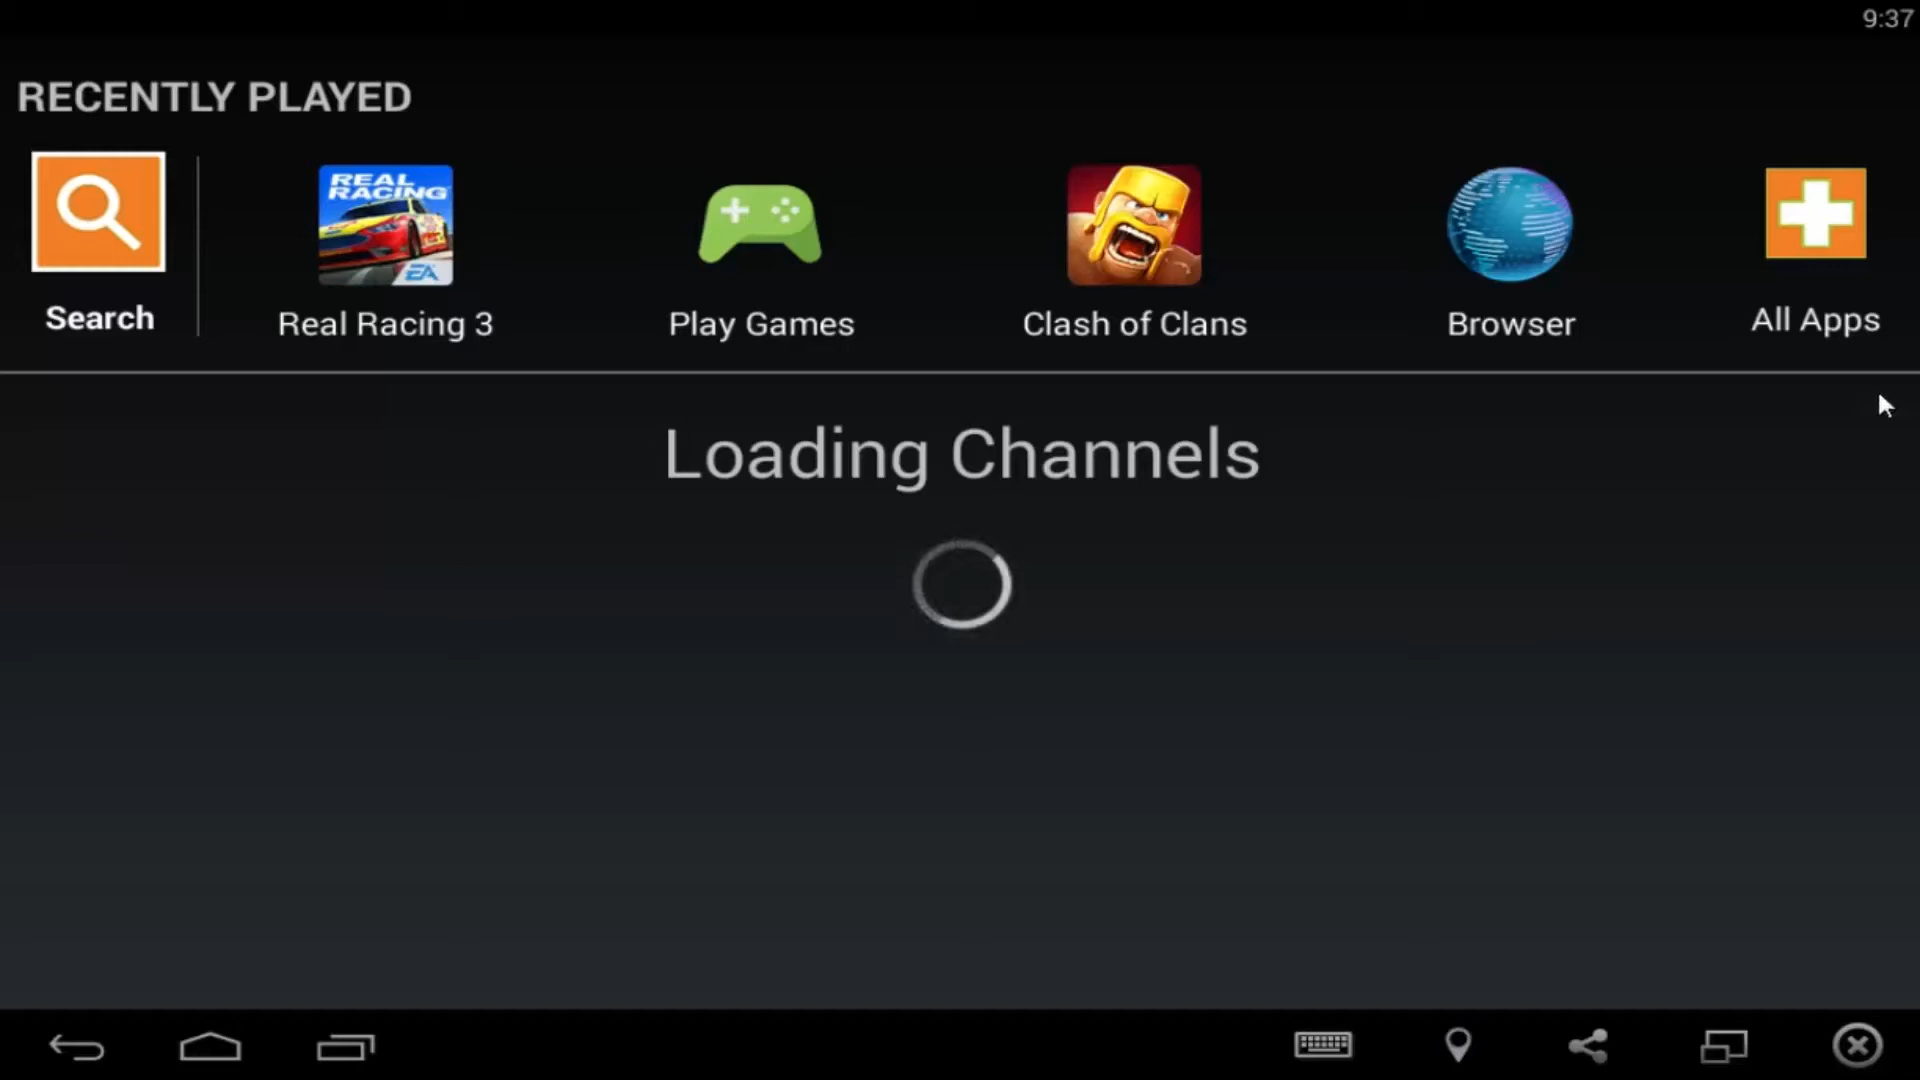 9:37
RECENTLY PLAYED
REAL
RACING
EA
Search
Real Racing 3
Play Games
Clash of Clans
Browser
All Apps
Loading Channels